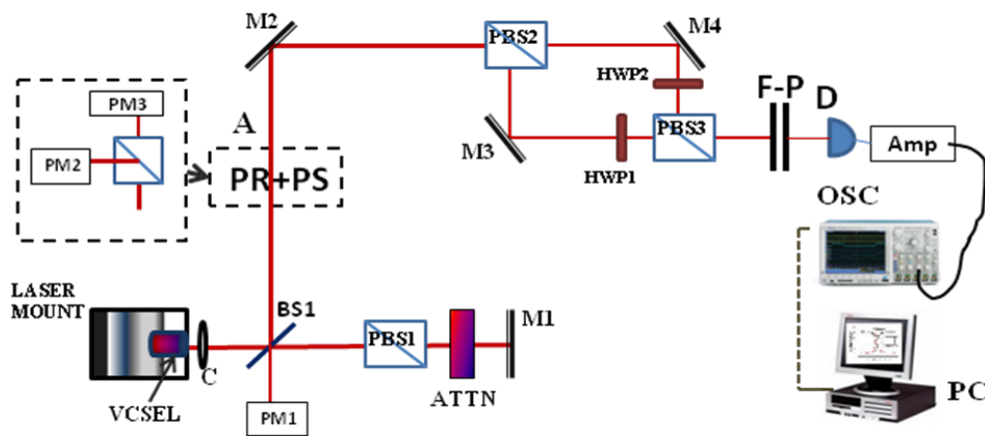 M2
PBS2
M4
HWP2
PM3
A
F-P
D
PM2
PBS3
Amp
M3
PR+PS
HWP1
OSC
LASER
MOUNT
BS1
M1
PBS1
C
VCSEL
PM1
ATTN
PC